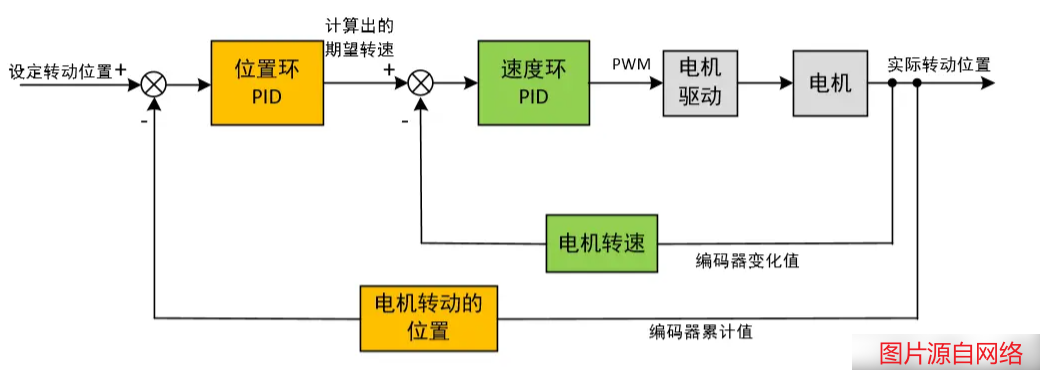 计算出的
期望转速
设定转动位置+
位置环
PID
+
速度环
PID
PWM
电机
驱动
电机
实际转动位置
-
-
电机转速
编码器变化值
电机转动的
位置
编码器累计值
图片源自网络